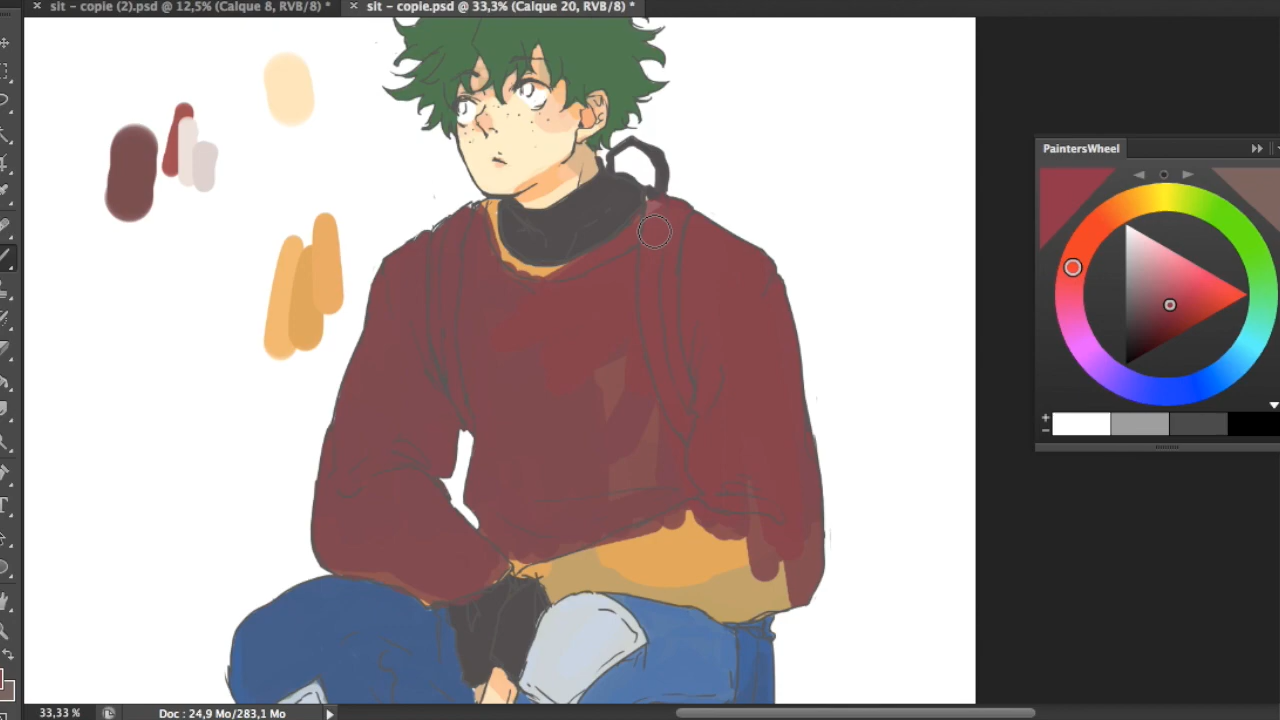 sit - copie (2).psd @ 12,5% (Calque 8, RVB/8) *
sit - copie.psd @ 33,3% (Calque 20, RVB/8) *
PaintersWheel
33,33 %
Doc : 24,9 Mo/283,1 Mo